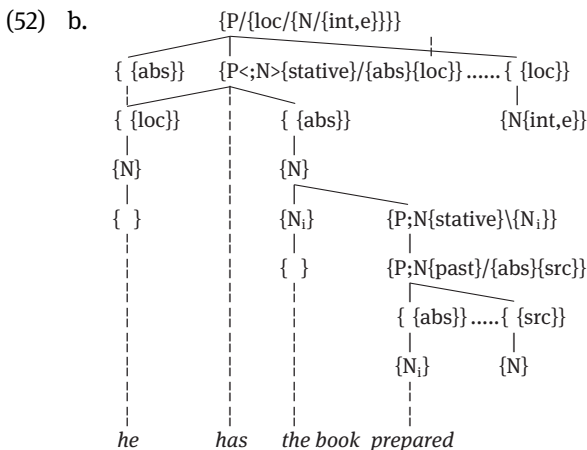 (52) b. {P/{loc/{N/{int,e}}}}
{ {abs}} {P<;N>{stative}/{abs}{loc}} ...... { {loc}}
{ {loc}} { {abs}} {N{int,e}}
{N} {N}
{ } {Nᵢ} {P;N{stative}\{Nᵢ}}
{ } {P;N{past}/{abs}{src}}
{ {abs}} ..... { {src}}
{Nᵢ} {N}
he has the book prepared